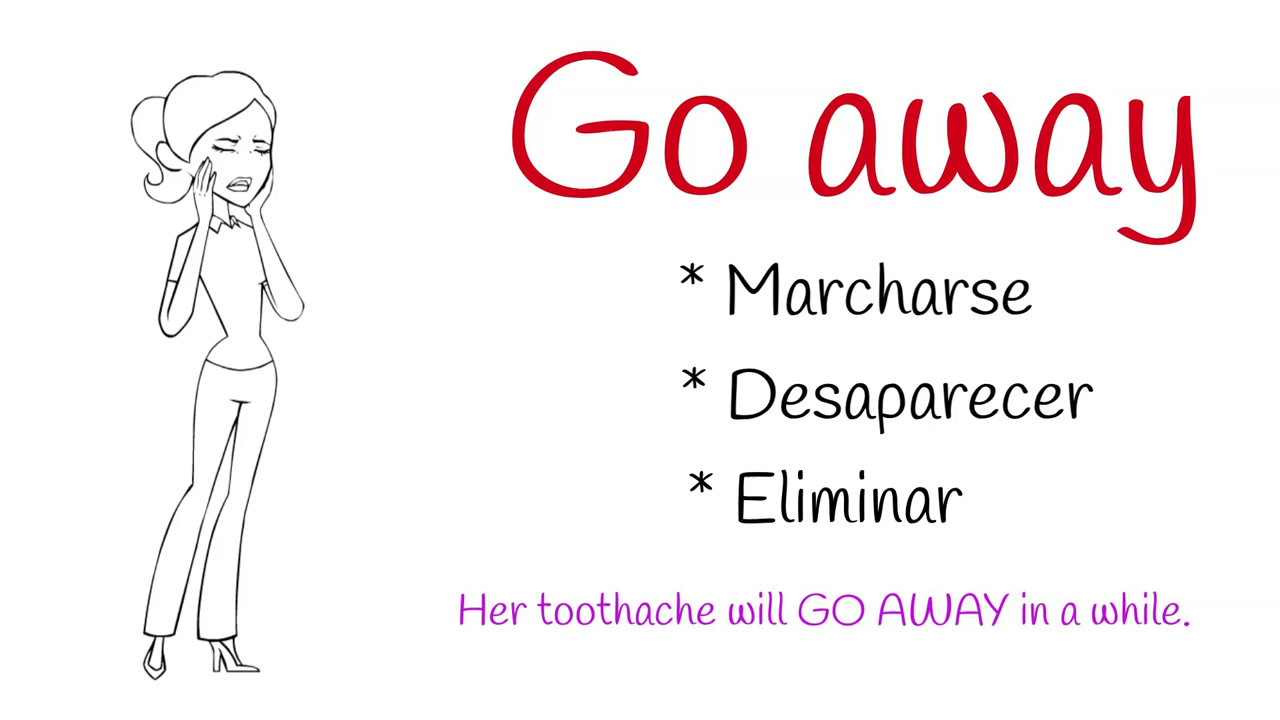 Go away
* Marcharse
* Desaparecer
* Eliminar
Her toothache will GO AWAY in a while.